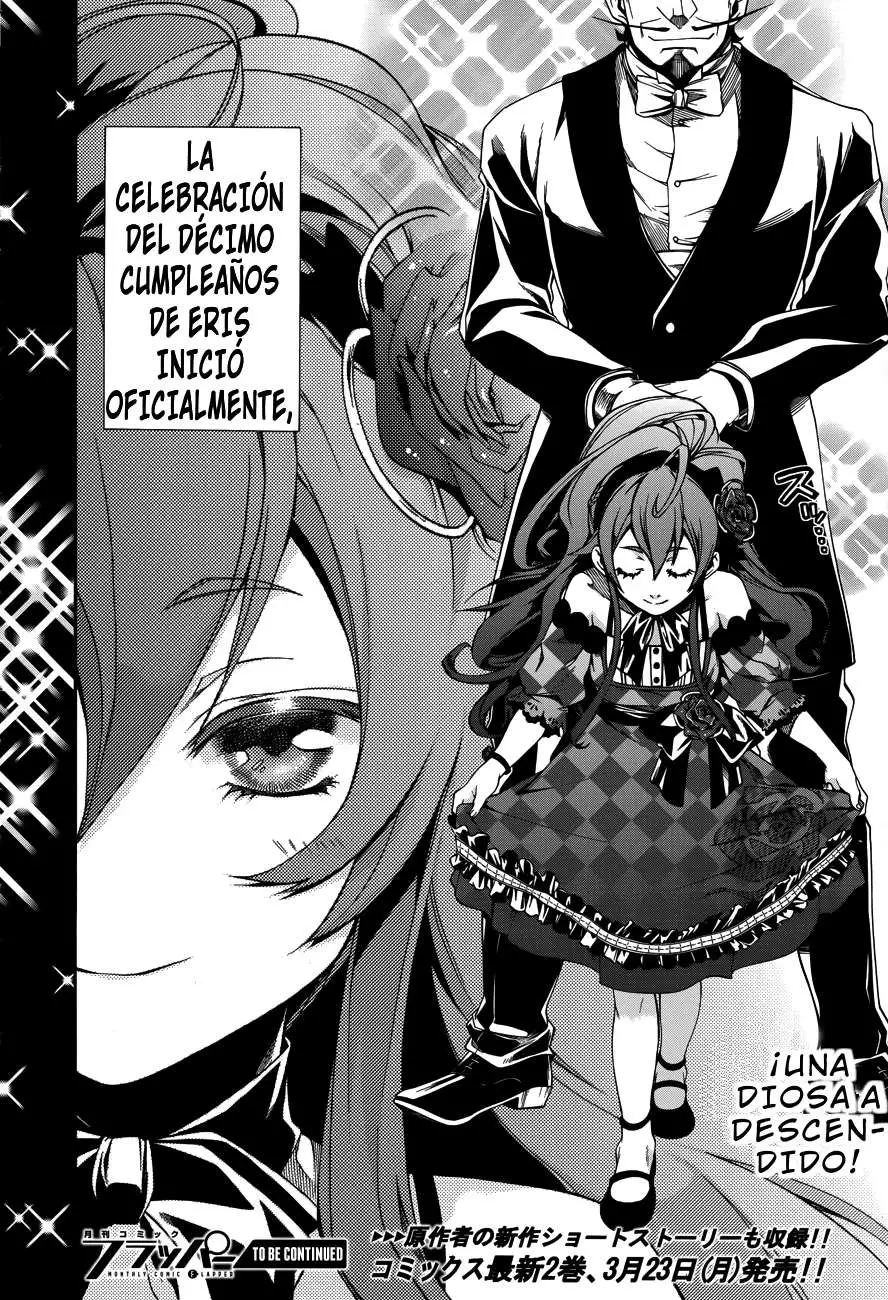 LA
CELEBRACIÓN
DEL DÉCIMO
CUMPLEAÑOS
DE ERIS
INICIÓ
OFICIALMENTE,
スッ…
¡UNA
DIOSA A
DESCEN-
DIDO!
月刊コミック
フラッパー
MONTHLY COMIC FLAPPER
TO BE CONTINUED
▸▸▸原作者の新作ショートストーリーも収録!!
コミックス最新2巻、3月23日(月)発売!!